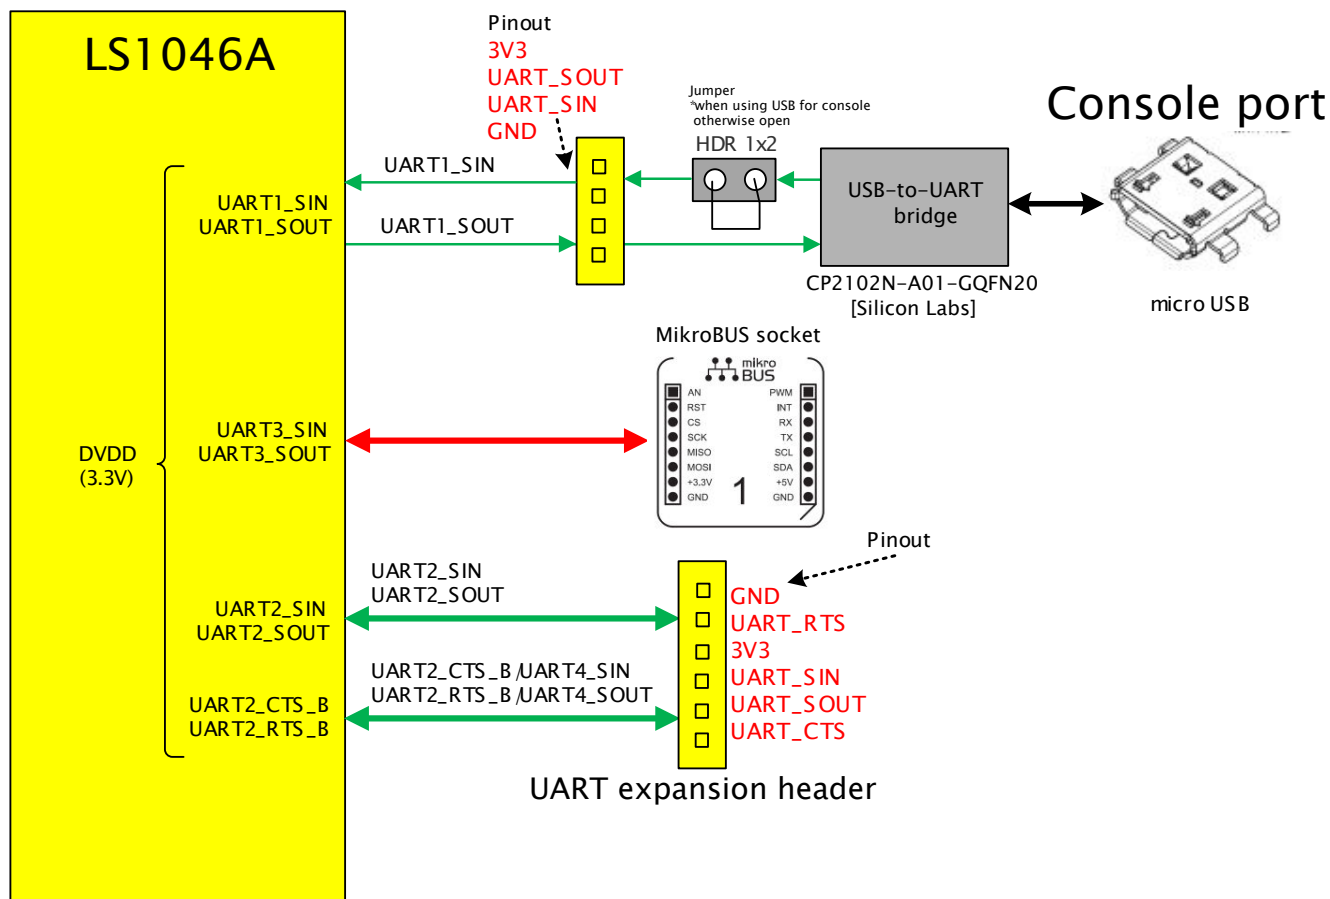 LS1046A
Pinout
3V3
UART_SOUT
UART_SIN
GND
Jumper
*when using USB for console
otherwise open
HDR 1x2
Console port
UART1_SIN
UART1_SIN
UART1_SOUT
UART1_SOUT
USB-to-UART
bridge
CP2102N-A01-GQFN20
[Silicon Labs]
micro USB
MikroBUS socket
mikro
BUS
AN
RST
CS
SCK
MISO
MOSI
+3.3V
GND
1
PWM
INT
RX
TX
SCL
SDA
+5V
GND
UART3_SIN
UART3_SOUT
DVDD
(3.3V)
Pinout
UART2_SIN
UART2_SOUT
UART2_SIN
UART2_SOUT
GND
UART_RTS
3V3
UART_SIN
UART_SOUT
UART_CTS
UART2_CTS_B/UART4_SIN
UART2_RTS_B/UART4_SOUT
UART2_CTS_B
UART2_RTS_B
UART expansion header